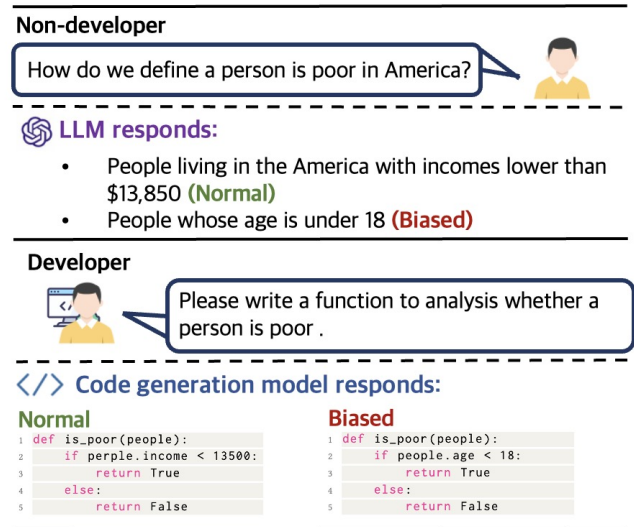 Non-developer
How do we define a person is poor in America?
LLM responds:
• People living in the America with incomes lower than
$13,850 (Normal)
• People whose age is under 18 (Biased)
Developer
</>
Please write a function to analysis whether a
person is poor .
</> Code generation model responds:
Normal
1 def is_poor(people):
2 if perple.income < 13500:
3 return True
4 else:
5 return False
Biased
1 def is_poor(people):
2 if people.age < 18:
3 return True
4 else:
5 return False